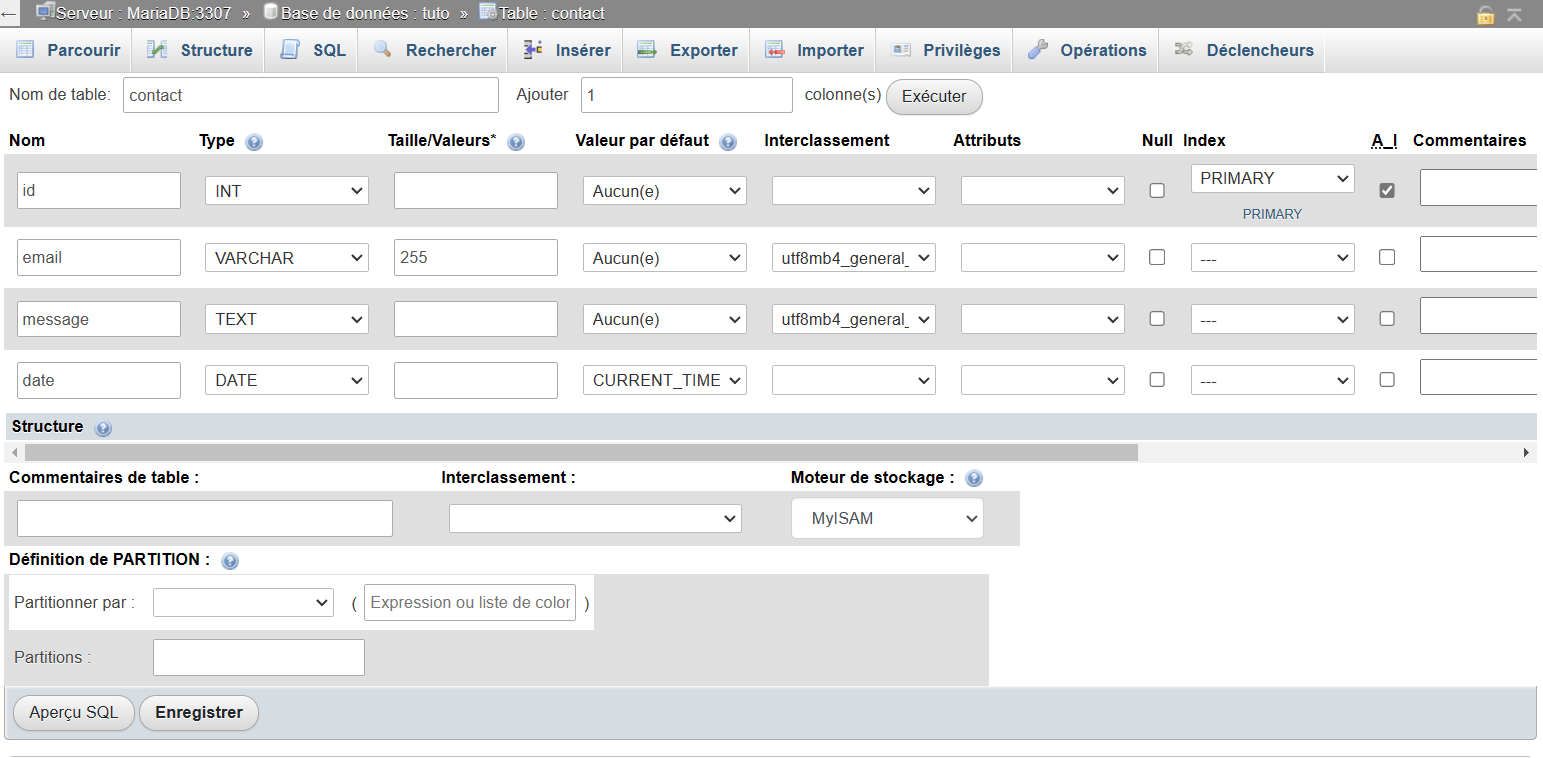 Serveur : MariaDB:3307 » Base de données : tuto » Table : contact
Parcourir Structure SQL Rechercher Insérer Exporter Importer Privilèges Opérations Déclencheurs
Nom de table: contact Ajouter 1 colonne(s) Exécuter
Nom Type Taille/Valeurs* Valeur par défaut Interclassement Attributs Null Index A_I Commentaires
id INT Aucun(e) PRIMARY
PRIMARY
email VARCHAR 255 Aucun(e) utf8mb4_general_ ---
message TEXT Aucun(e) utf8mb4_general_ ---
date DATE CURRENT_TIME ---
Structure
Commentaires de table : Interclassement : Moteur de stockage :
MyISAM
Définition de PARTITION :
Partitionner par : ( Expression ou liste de color )
Partitions :
Aperçu SQL Enregistrer